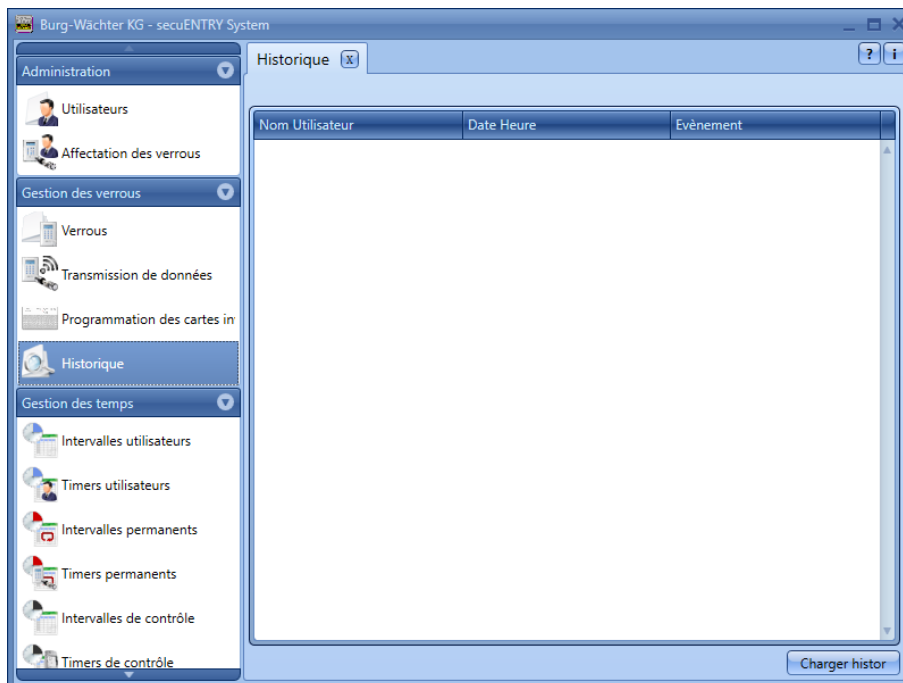 Burg-Wächter KG - secuENTRY System
Administration
Utilisateurs
Affectation des verrous
Gestion des verrous
Verrous
Transmission de données
Programmation des cartes in
Historique
Gestion des temps
Intervalles utilisateurs
Timers utilisateurs
Intervalles permanents
Timers permanents
Intervalles de contrôle
Timers de contrôle
Historique x
? i
Nom Utilisateur Date Heure Evènement
Charger histor